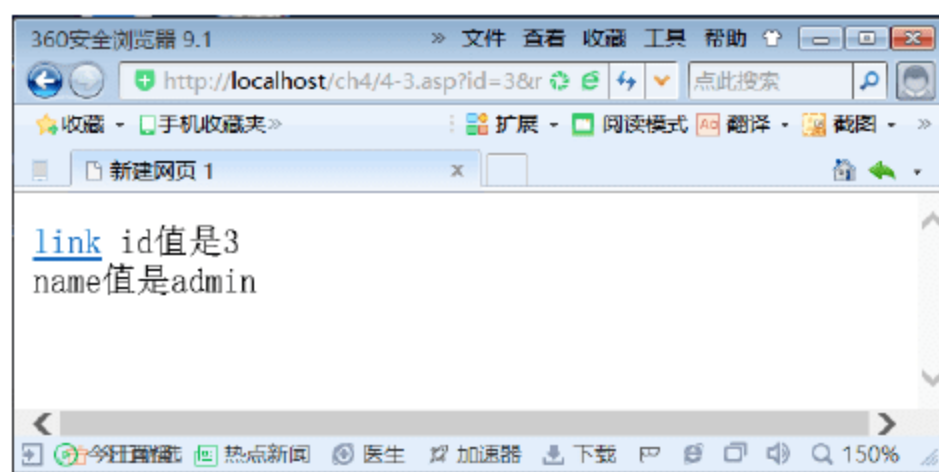 360安全浏览器 9.1 » 文件 查看 收藏 工具 帮助
http://localhost/ch4/4-3.asp?id=3&r 点此搜索
收藏 手机收藏夹» 扩展 阅读模式 翻译 截图 »
新建网页 1 x
link id值是3
name值是admin
热点新闻 医生 加速器 下载 150%